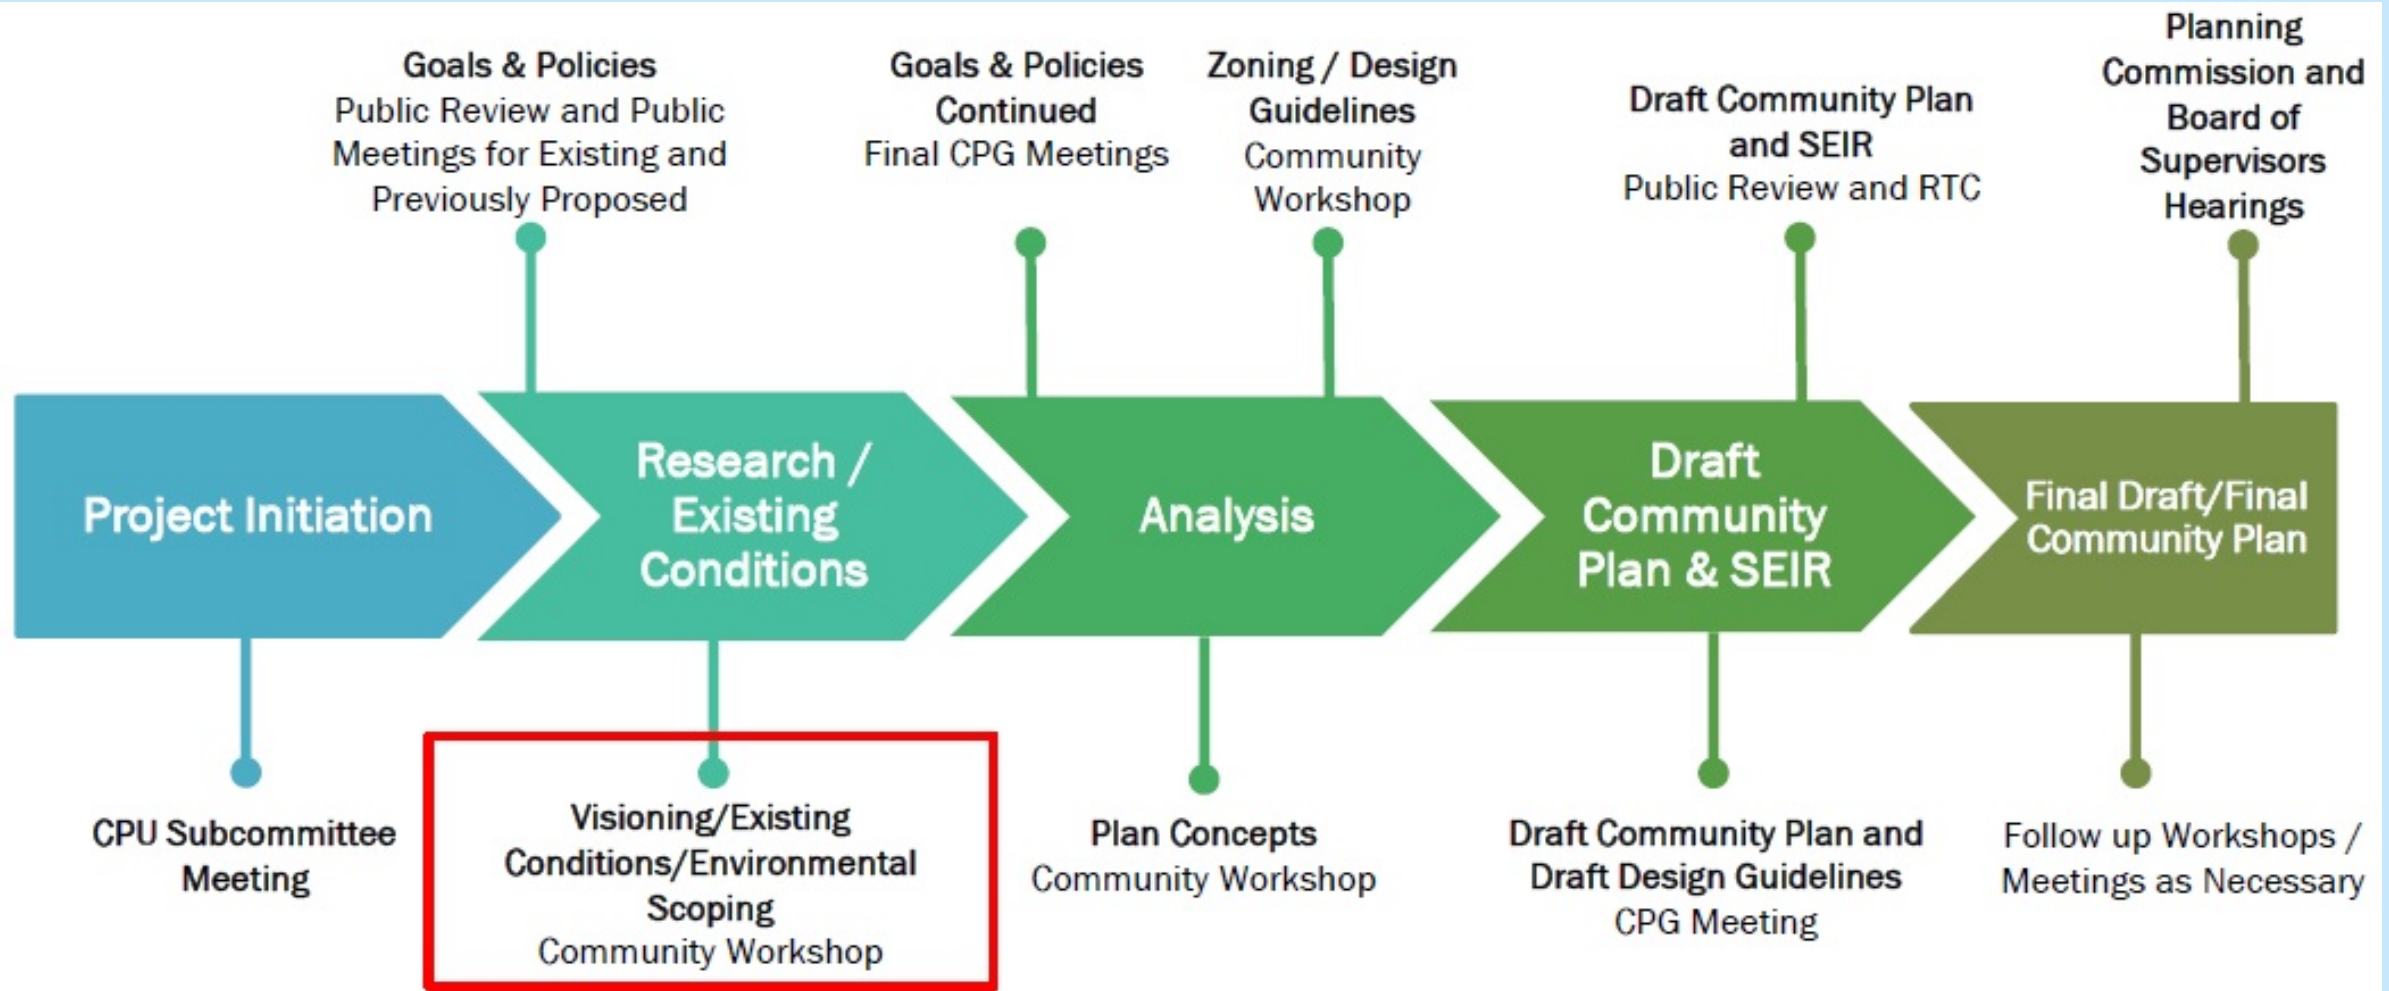 Goals & Policies
Public Review and Public
Meetings for Existing and
Previously Proposed
Goals & Policies
Continued
Final CPG Meetings
Zoning / Design
Guidelines
Community
Workshop
Draft Community Plan
and SEIR
Public Review and RTC
Planning
Commission and
Board of
Supervisors
Hearings
Project Initiation
Research /
Existing
Conditions
Analysis
Draft
Community
Plan & SEIR
Final Draft/Final
Community Plan
CPU Subcommittee
Meeting
Visioning/Existing
Conditions/Environmental
Scoping
Community Workshop
Plan Concepts
Community Workshop
Draft Community Plan and
Draft Design Guidelines
CPG Meeting
Follow up Workshops /
Meetings as Necessary